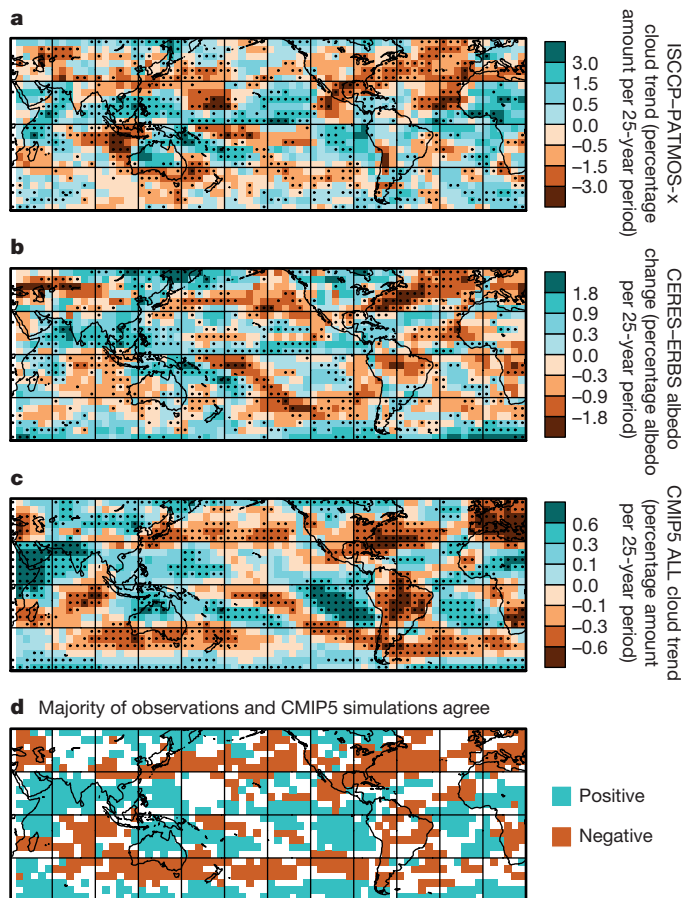 a
3.0
1.5
0.5
0.0
−0.5
−1.5
−3.0
ISCCP–PATMOS-x
cloud trend (percentage
amount per 25-year period)
b
1.8
0.9
0.3
0.0
−0.3
−0.9
−1.8
CERES–ERBS albedo
change (percentage albedo
per 25-year period)
c
0.6
0.3
0.1
0.0
−0.1
−0.3
−0.6
CMIP5 ALL cloud trend
(percentage amount
per 25-year period)
d Majority of observations and CMIP5 simulations agree
Positive
Negative